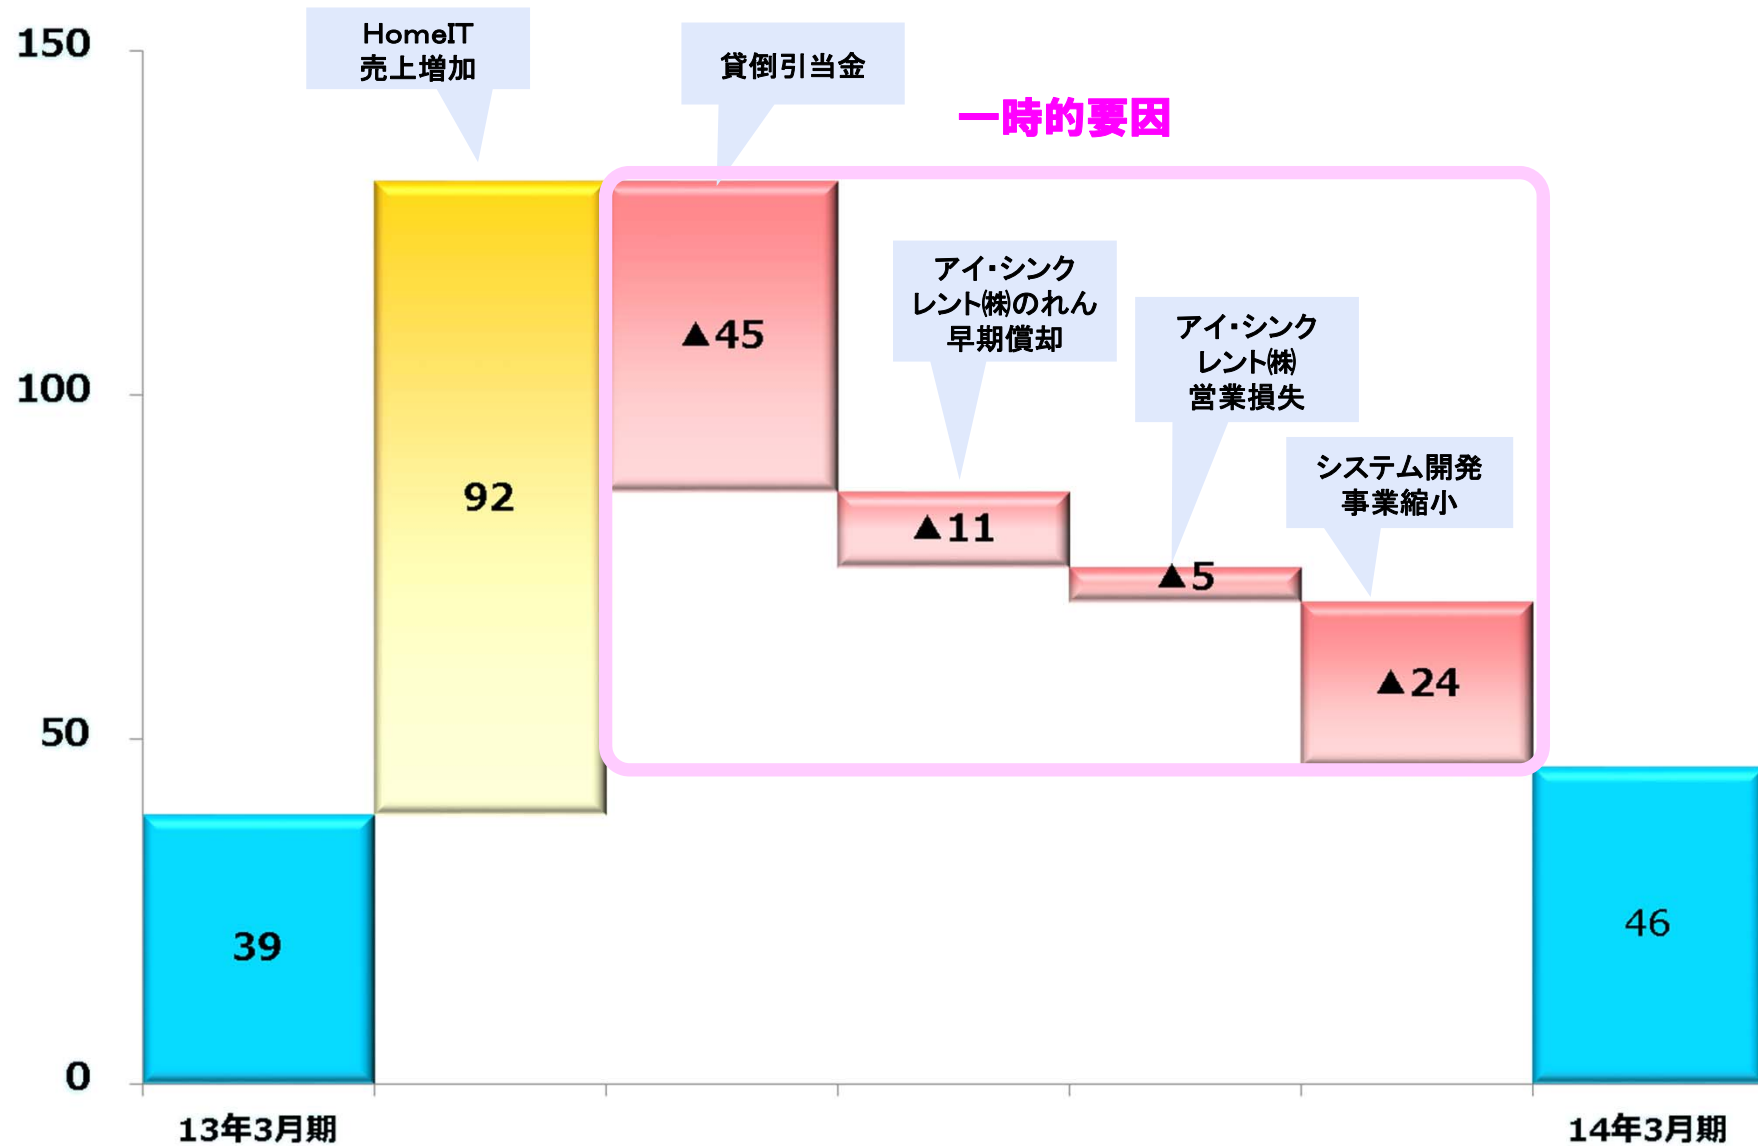 150
100
50
0
HomeIT
売上増加
貸倒引当金
一時的要因
アイ・シンク
レント㈱のれん
早期償却
アイ・シンク
レント㈱
営業損失
システム開発
事業縮小
39
92
▲45
▲11
▲5
▲24
46
13年3月期
14年3月期